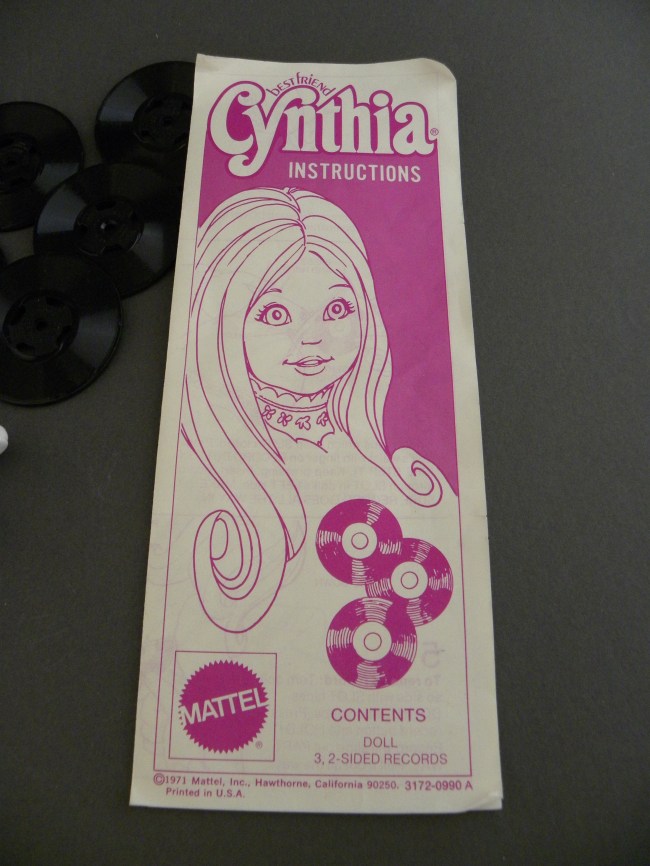 BEST FRIEND
Cynthia®
INSTRUCTIONS
MATTEL®
CONTENTS
DOLL
3, 2-SIDED RECORDS
©1971 Mattel, Inc., Hawthorne, California 90250. 3172-0990 A
Printed in U.S.A.